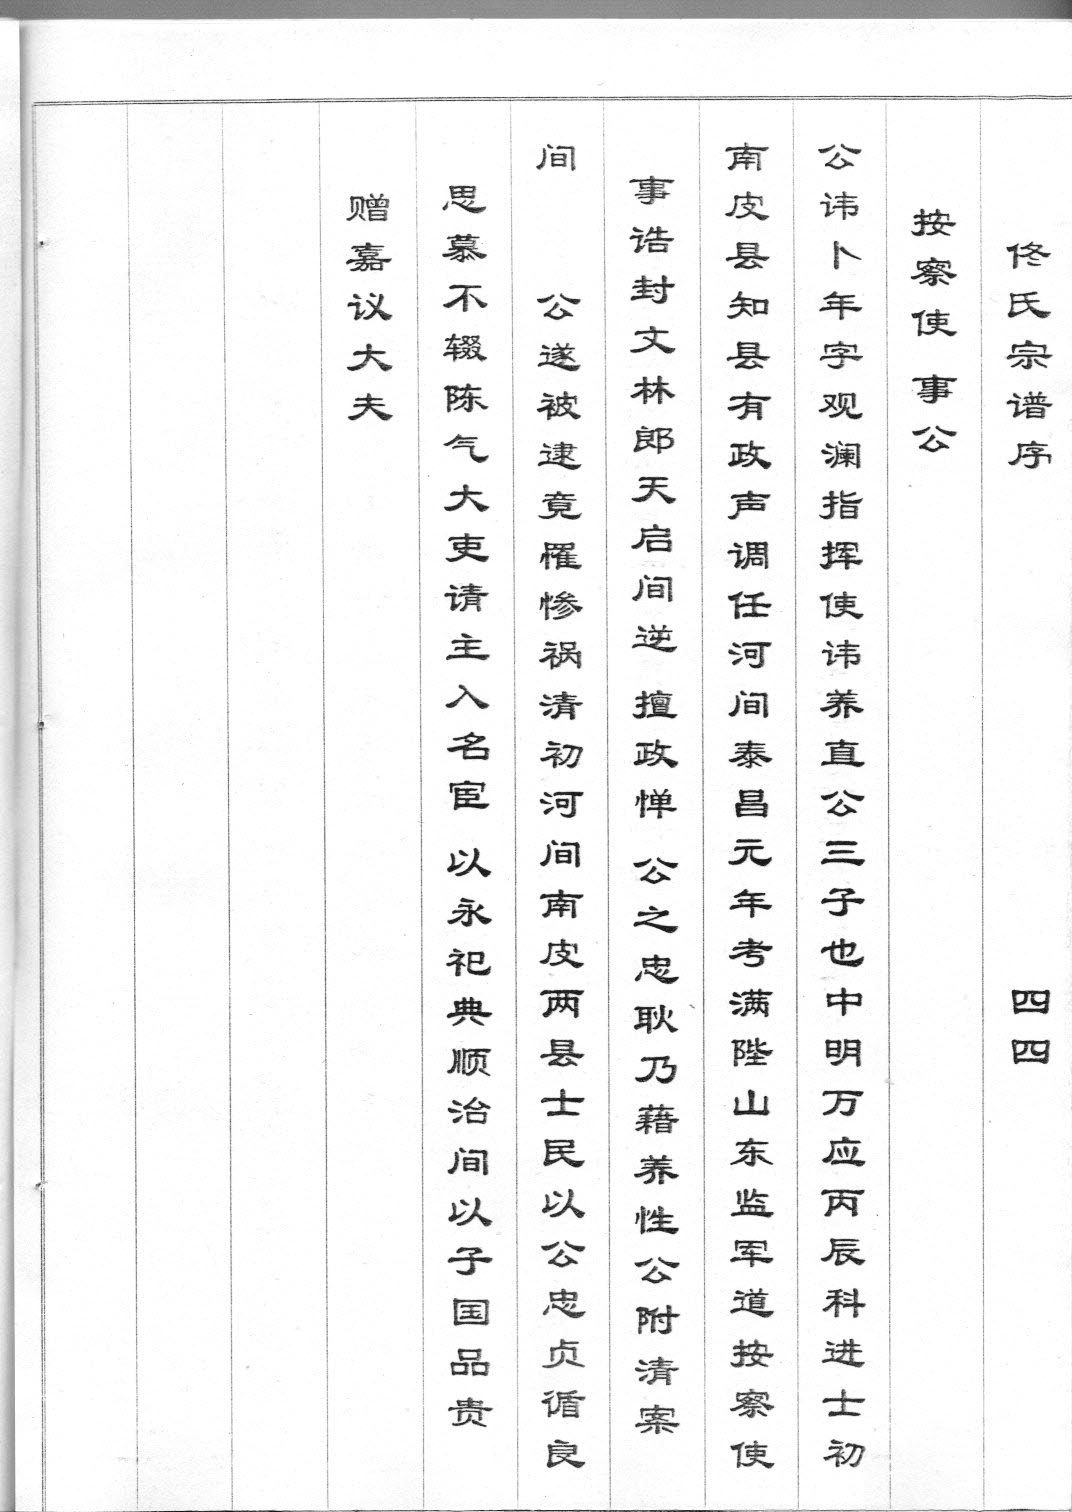 佟氏宗谱序 四四
按察使 事公
公讳卜年字观澜指挥使讳养直公三子也中明万应丙辰科进士初
南皮县知县有政声调任河间泰昌元年考满陞山东监军道按察使
事诰封文林郎天启间逆 擅政惮 公之忠耿乃藉养性公附清案
间 公遂被逮竟罹惨祸清初河间南皮两县士民以公忠贞循良
思慕不辍陈气大吏请主入名宦 以永祀典顺治间以子国品贵
赠嘉议大夫